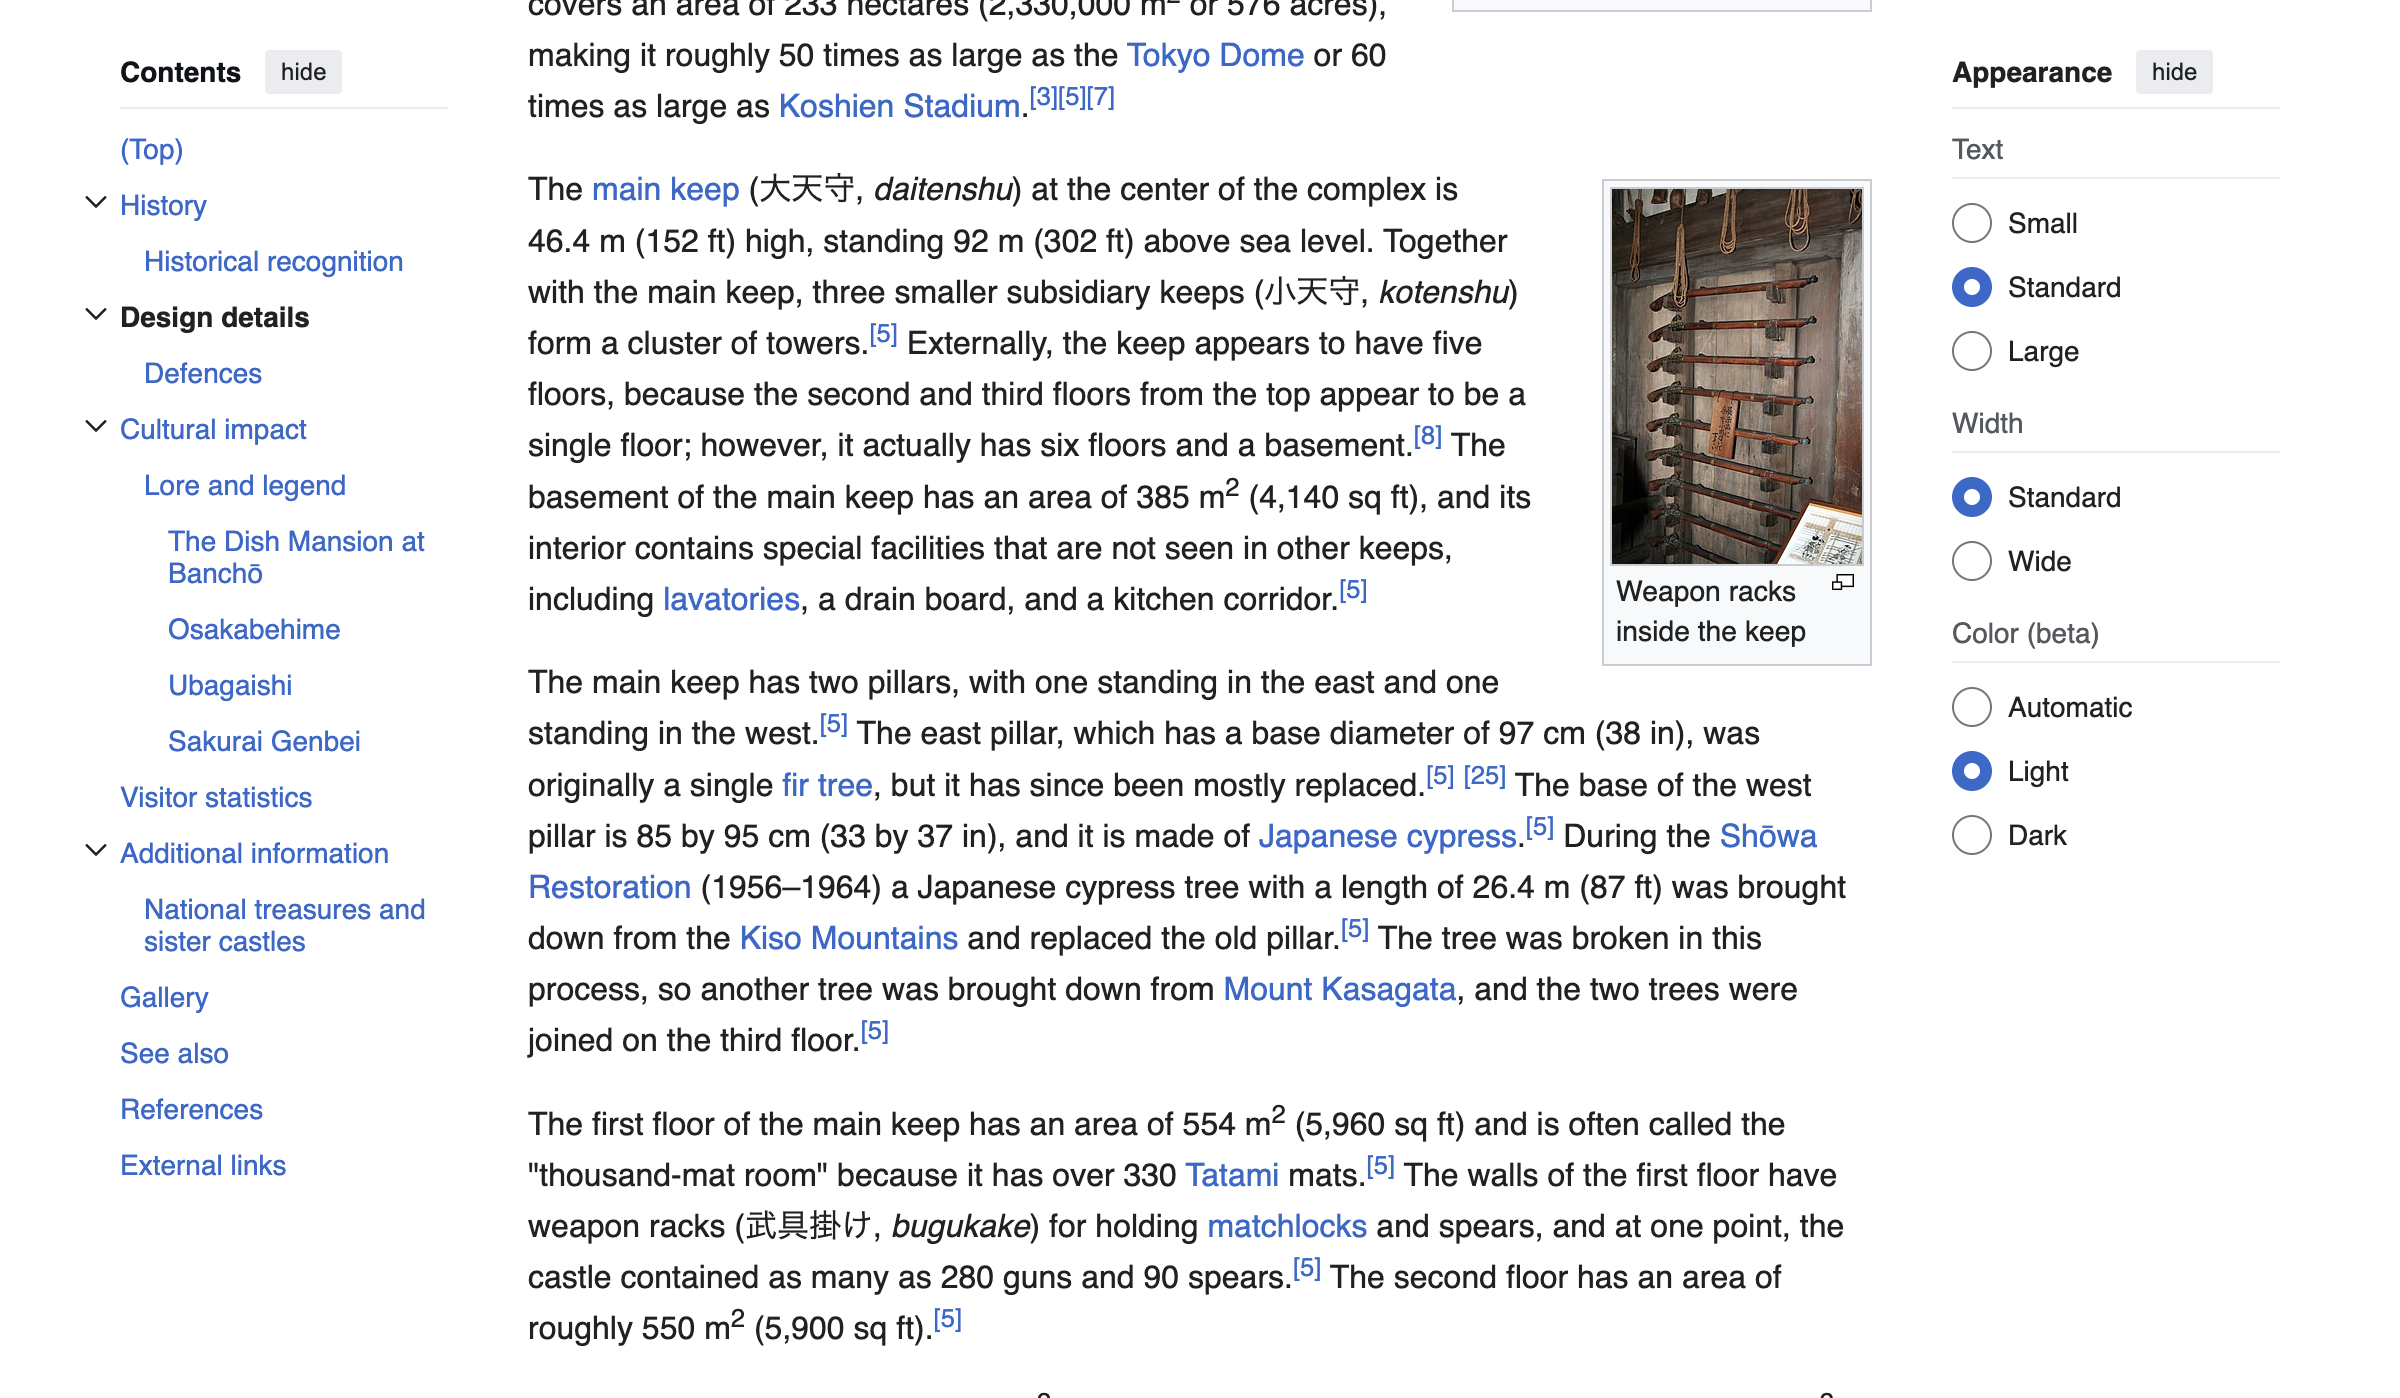 Contents hide
(Top)
History
Historical recognition
Design details
Defences
Cultural impact
Lore and legend
The Dish Mansion at
Banchō
Osakabehime
Ubagaishi
Sakurai Genbei
Visitor statistics
Additional information
National treasures and
sister castles
Gallery
See also
References
External links
covers an area of 233 hectares (2,330,000 m² or 576 acres),
making it roughly 50 times as large as the Tokyo Dome or 60
times as large as Koshien Stadium.[3][5][7]
The main keep (大天守, daitenshu) at the center of the complex is
46.4 m (152 ft) high, standing 92 m (302 ft) above sea level. Together
with the main keep, three smaller subsidiary keeps (小天守, kotenshu)
form a cluster of towers.[5] Externally, the keep appears to have five
floors, because the second and third floors from the top appear to be a
single floor; however, it actually has six floors and a basement.[8] The
basement of the main keep has an area of 385 m² (4,140 sq ft), and its
interior contains special facilities that are not seen in other keeps,
including lavatories, a drain board, and a kitchen corridor.[5]
Weapon racks
inside the keep
The main keep has two pillars, with one standing in the east and one
standing in the west.[5] The east pillar, which has a base diameter of 97 cm (38 in), was
originally a single fir tree, but it has since been mostly replaced.[5] [25] The base of the west
pillar is 85 by 95 cm (33 by 37 in), and it is made of Japanese cypress.[5] During the Shōwa
Restoration (1956–1964) a Japanese cypress tree with a length of 26.4 m (87 ft) was brought
down from the Kiso Mountains and replaced the old pillar.[5] The tree was broken in this
process, so another tree was brought down from Mount Kasagata, and the two trees were
joined on the third floor.[5]
The first floor of the main keep has an area of 554 m² (5,960 sq ft) and is often called the
"thousand-mat room" because it has over 330 Tatami mats.[5] The walls of the first floor have
weapon racks (武具掛け, bugukake) for holding matchlocks and spears, and at one point, the
castle contained as many as 280 guns and 90 spears.[5] The second floor has an area of
roughly 550 m² (5,900 sq ft).[5]
Appearance hide
Text
Small
Standard
Large
Width
Standard
Wide
Color (beta)
Automatic
Light
Dark